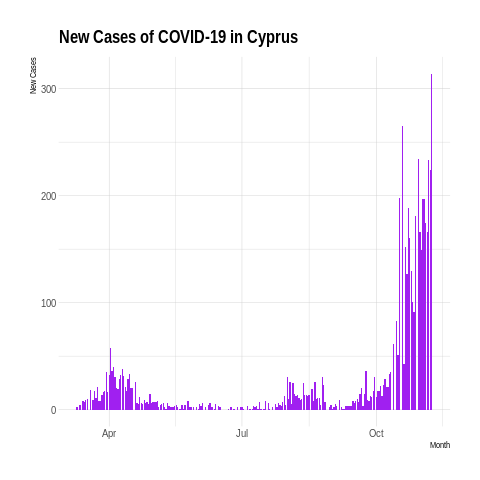 New Cases of COVID-19 in Cyprus
New Cases
300
200
100
0
Apr Jul Oct
Month